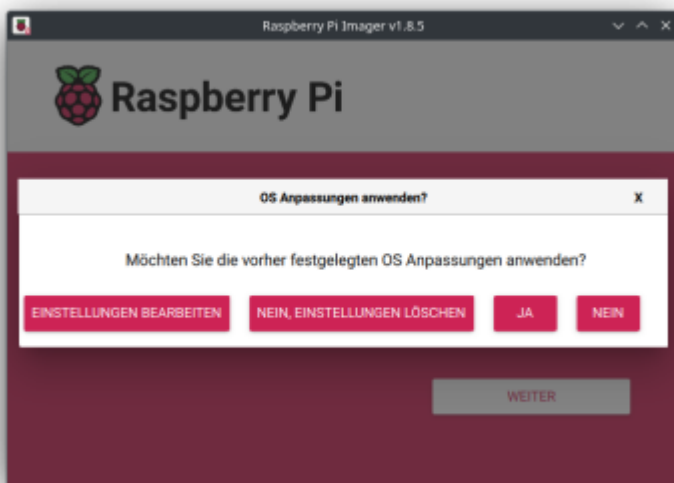 Raspberry Pi Imager v1.8.5
Raspberry Pi
OS Anpassungen anwenden?
X
Möchten Sie die vorher festgelegten OS Anpassungen anwenden?
EINSTELLUNGEN BEARBEITEN
NEIN, EINSTELLUNGEN LÖSCHEN
JA
NEIN
WEITER